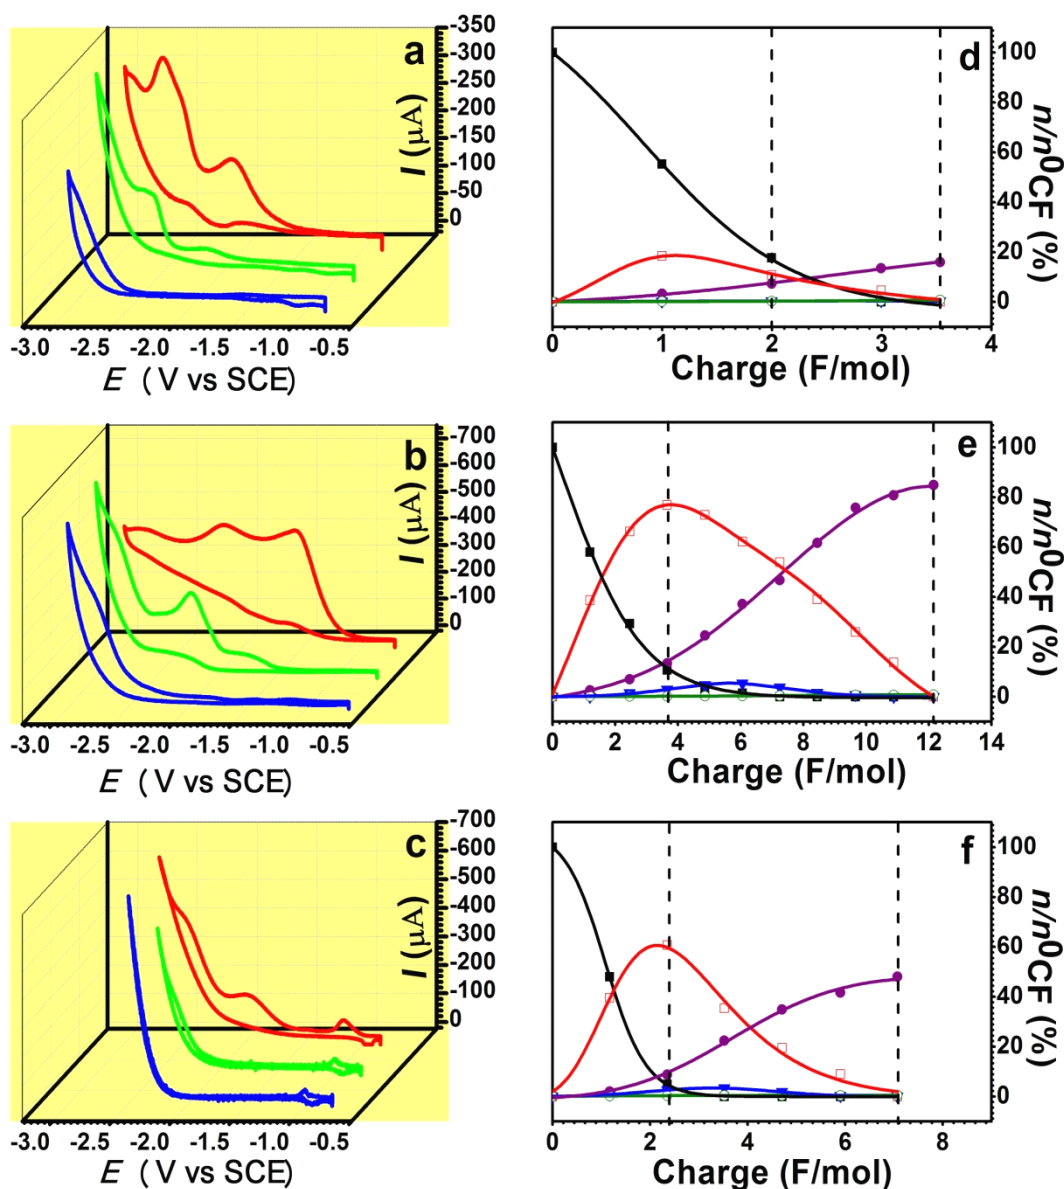 a
-350
-300
-250
-200
-150
-100
-50
0
I (μA)
-3.0 -2.5 -2.0 -1.5 -1.0 -0.5
E ( V vs SCE)
d
100
80
60
40
20
0
n/n⁰CF (%)
0 1 2 3 4
Charge (F/mol)
b
-700
-600
-500
-400
-300
-200
-100
0
I (μA)
-3.0 -2.5 -2.0 -1.5 -1.0 -0.5
E ( V vs SCE)
e
100
80
60
40
20
0
n/n⁰CF (%)
0 2 4 6 8 10 12 14
Charge (F/mol)
c
-700
-600
-500
-400
-300
-200
-100
0
I (μA)
-3.0 -2.5 -2.0 -1.5 -1.0 -0.5
E ( V vs SCE)
f
100
80
60
40
20
0
n/n⁰CF (%)
0 2 4 6 8
Charge (F/mol)